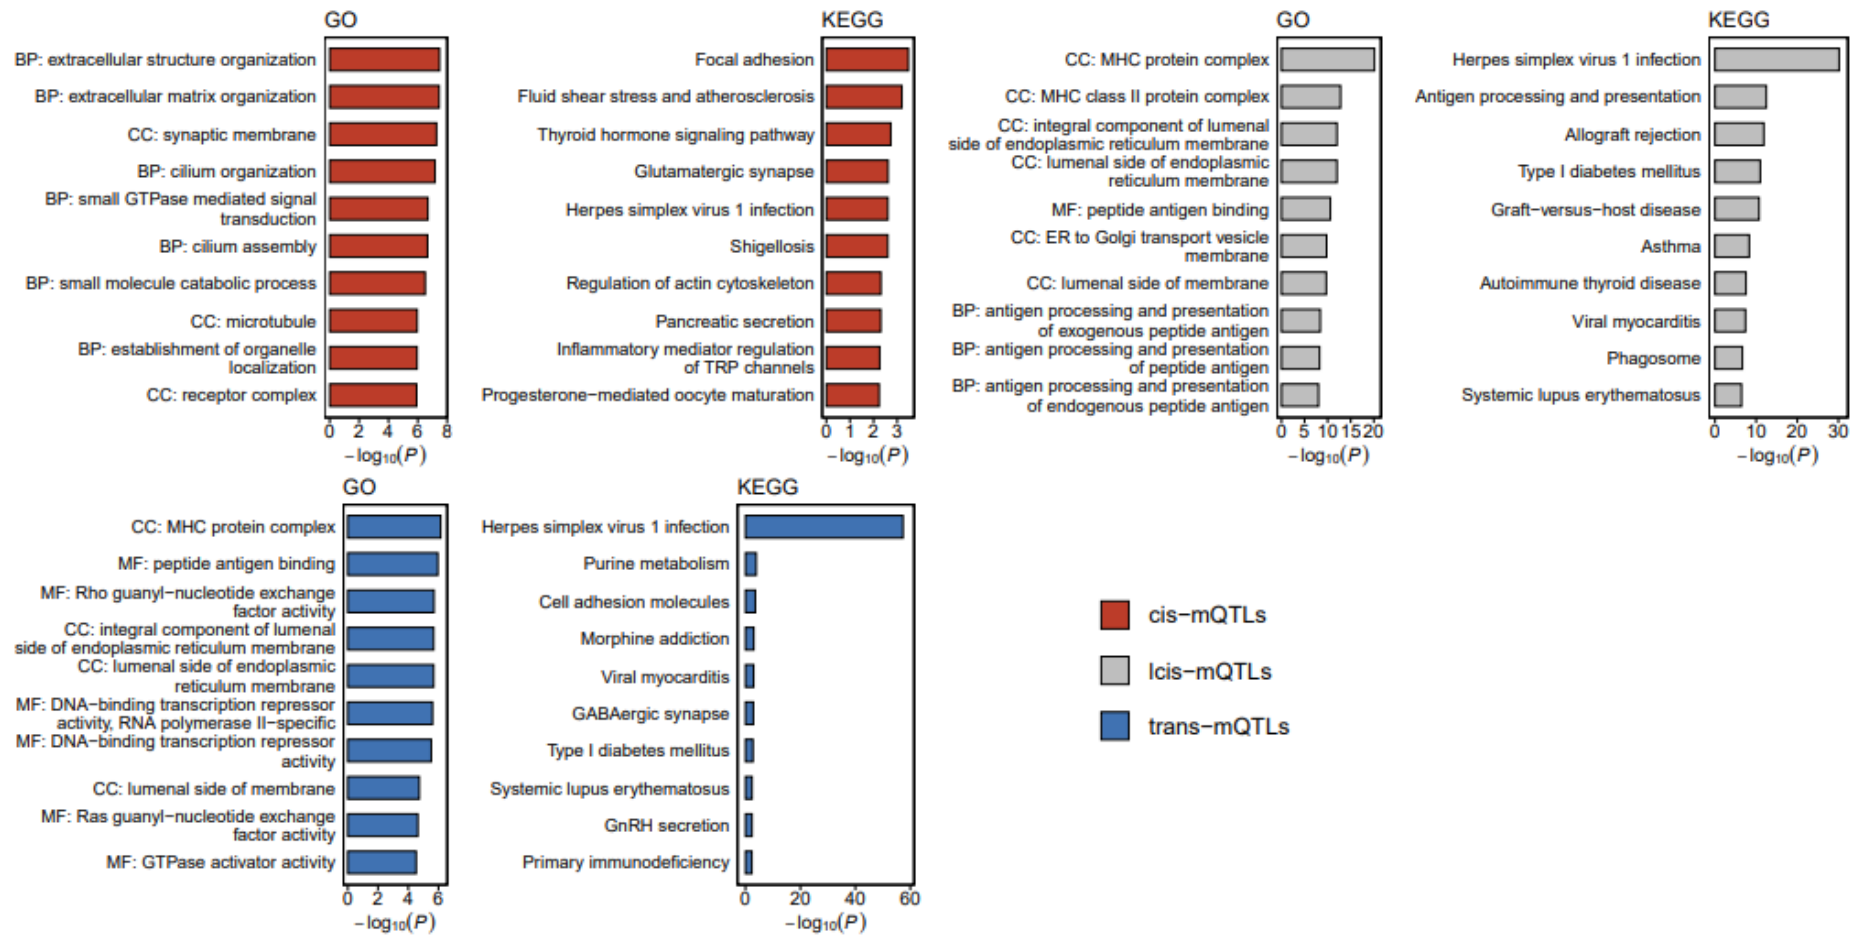 GO
BP: extracellular structure organization
BP: extracellular matrix organization
CC: synaptic membrane
BP: cilium organization
BP: small GTPase mediated signal
transduction
BP: cilium assembly
BP: small molecule catabolic process
CC: microtubule
BP: establishment of organelle
localization
CC: receptor complex
0 2 4 6 8
−log₁₀(P)
KEGG
Focal adhesion
Fluid shear stress and atherosclerosis
Thyroid hormone signaling pathway
Glutamatergic synapse
Herpes simplex virus 1 infection
Shigellosis
Regulation of actin cytoskeleton
Pancreatic secretion
Inflammatory mediator regulation
of TRP channels
Progesterone−mediated oocyte maturation
0 1 2 3
−log₁₀(P)
GO
CC: MHC protein complex
CC: MHC class II protein complex
CC: integral component of lumenal
side of endoplasmic reticulum membrane
CC: lumenal side of endoplasmic
reticulum membrane
MF: peptide antigen binding
CC: ER to Golgi transport vesicle
membrane
CC: lumenal side of membrane
BP: antigen processing and presentation
of exogenous peptide antigen
BP: antigen processing and presentation
of peptide antigen
BP: antigen processing and presentation
of endogenous peptide antigen
0 5 10 15 20
−log₁₀(P)
KEGG
Herpes simplex virus 1 infection
Antigen processing and presentation
Allograft rejection
Type I diabetes mellitus
Graft−versus−host disease
Asthma
Autoimmune thyroid disease
Viral myocarditis
Phagosome
Systemic lupus erythematosus
0 10 20 30
−log₁₀(P)
GO
CC: MHC protein complex
MF: peptide antigen binding
MF: Rho guanyl−nucleotide exchange
factor activity
CC: integral component of lumenal
side of endoplasmic reticulum membrane
CC: lumenal side of endoplasmic
reticulum membrane
MF: DNA−binding transcription repressor
activity, RNA polymerase II−specific
MF: DNA−binding transcription repressor
activity
CC: lumenal side of membrane
MF: Ras guanyl−nucleotide exchange
factor activity
MF: GTPase activator activity
0 2 4 6
−log₁₀(P)
KEGG
Herpes simplex virus 1 infection
Purine metabolism
Cell adhesion molecules
Morphine addiction
Viral myocarditis
GABAergic synapse
Type I diabetes mellitus
Systemic lupus erythematosus
GnRH secretion
Primary immunodeficiency
0 20 40 60
−log₁₀(P)
cis−mQTLs
lcis−mQTLs
trans−mQTLs